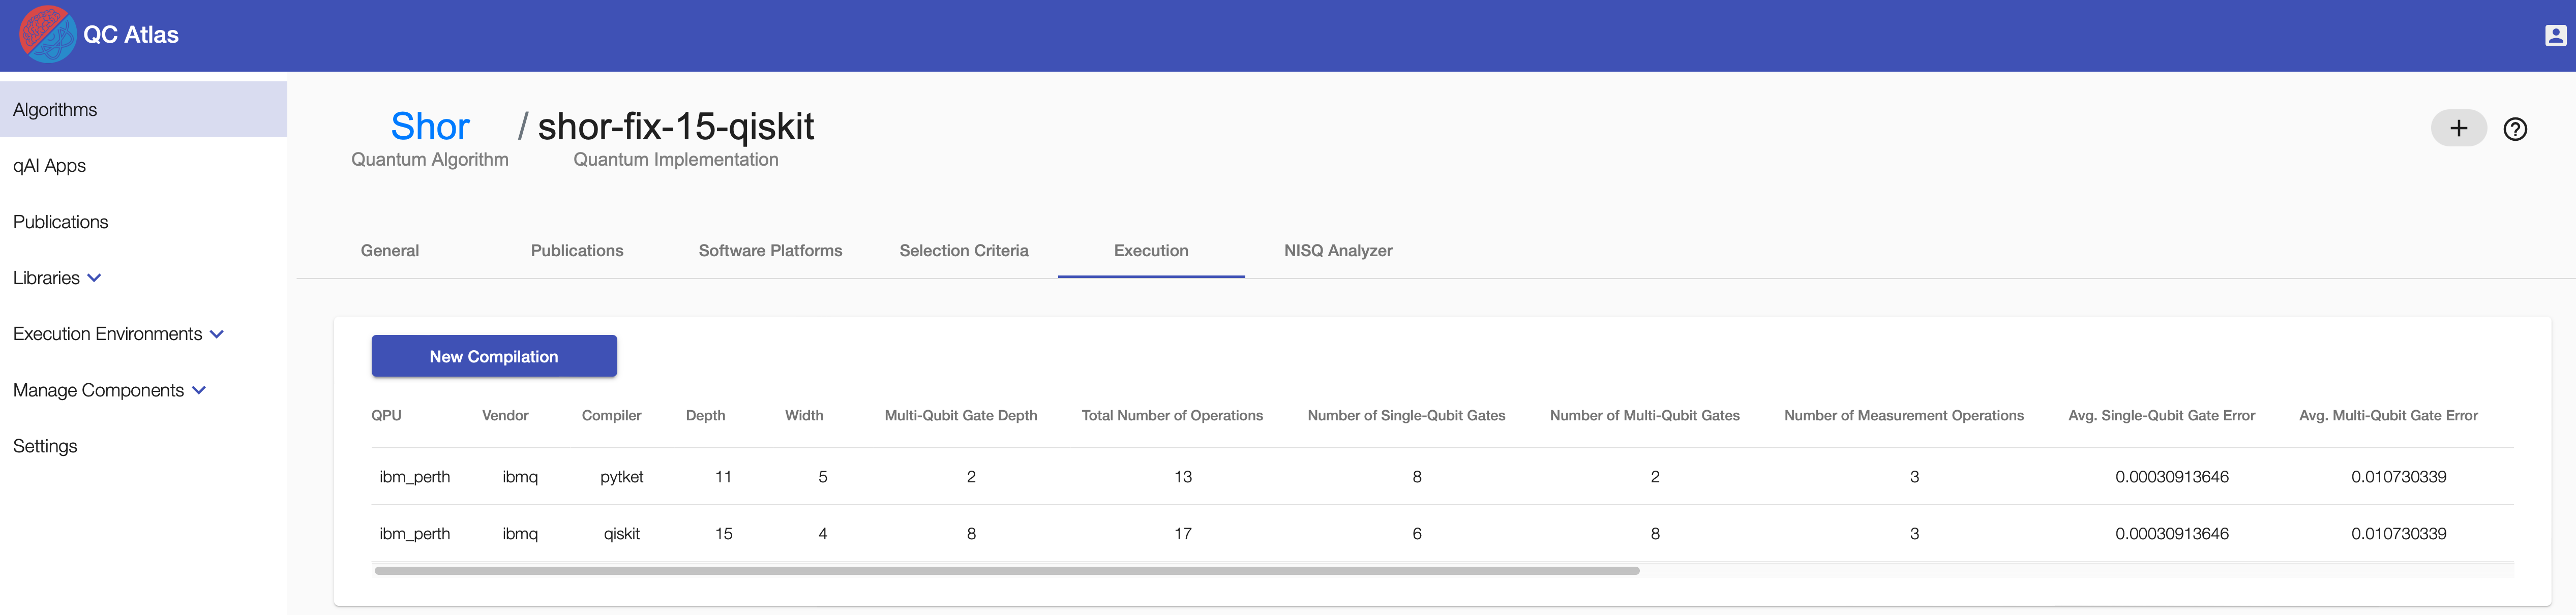 QC Atlas
Algorithms
qAI Apps
Publications
Libraries
Execution Environments
Manage Components
Settings
Shor / shor-fix-15-qiskit
Quantum Algorithm Quantum Implementation
General Publications Software Platforms Selection Criteria Execution NISQ Analyzer
New Compilation
QPU Vendor Compiler Depth Width Multi-Qubit Gate Depth Total Number of Operations Number of Single-Qubit Gates Number of Multi-Qubit Gates Number of Measurement Operations Avg. Single-Qubit Gate Error Avg. Multi-Qubit Gate Error
ibm_perth ibmq pytket 11 5 2 13 8 2 3 0.00030913646 0.010730339
ibm_perth ibmq qiskit 15 4 8 17 6 8 3 0.00030913646 0.010730339